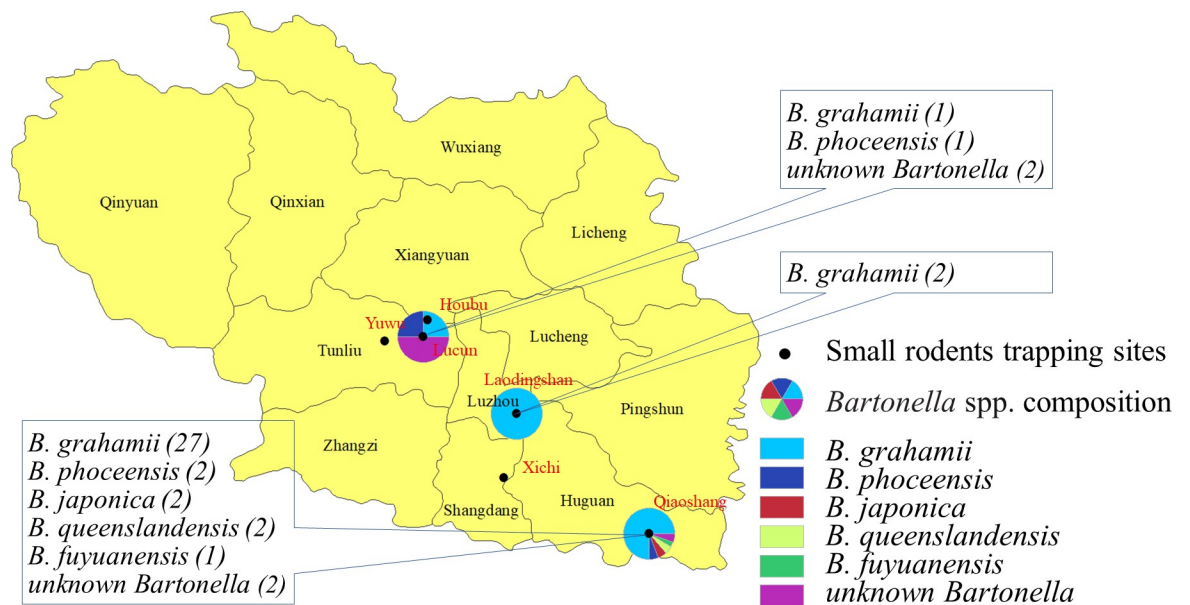 Wuxiang
Qinyuan
Qinxian
Licheng
Xiangyuan
Houbu
Yuwu
Lucun
Tunliu
Lucheng
Laodingshan
Luzhou
Pingshun
Zhangzi
Xichi
Huguan
Shangdang
Qiaoshang
B. grahamii (1)
B. phoceensis (1)
unknown Bartonella (2)
B. grahamii (2)
B. grahamii (27)
B. phoceensis (2)
B. japonica (2)
B. queenslandensis (2)
B. fuyuanensis (1)
unknown Bartonella (2)
Small rodents trapping sites
Bartonella spp. composition
B. grahamii
B. phoceensis
B. japonica
B. queenslandensis
B. fuyuanensis
unknown Bartonella